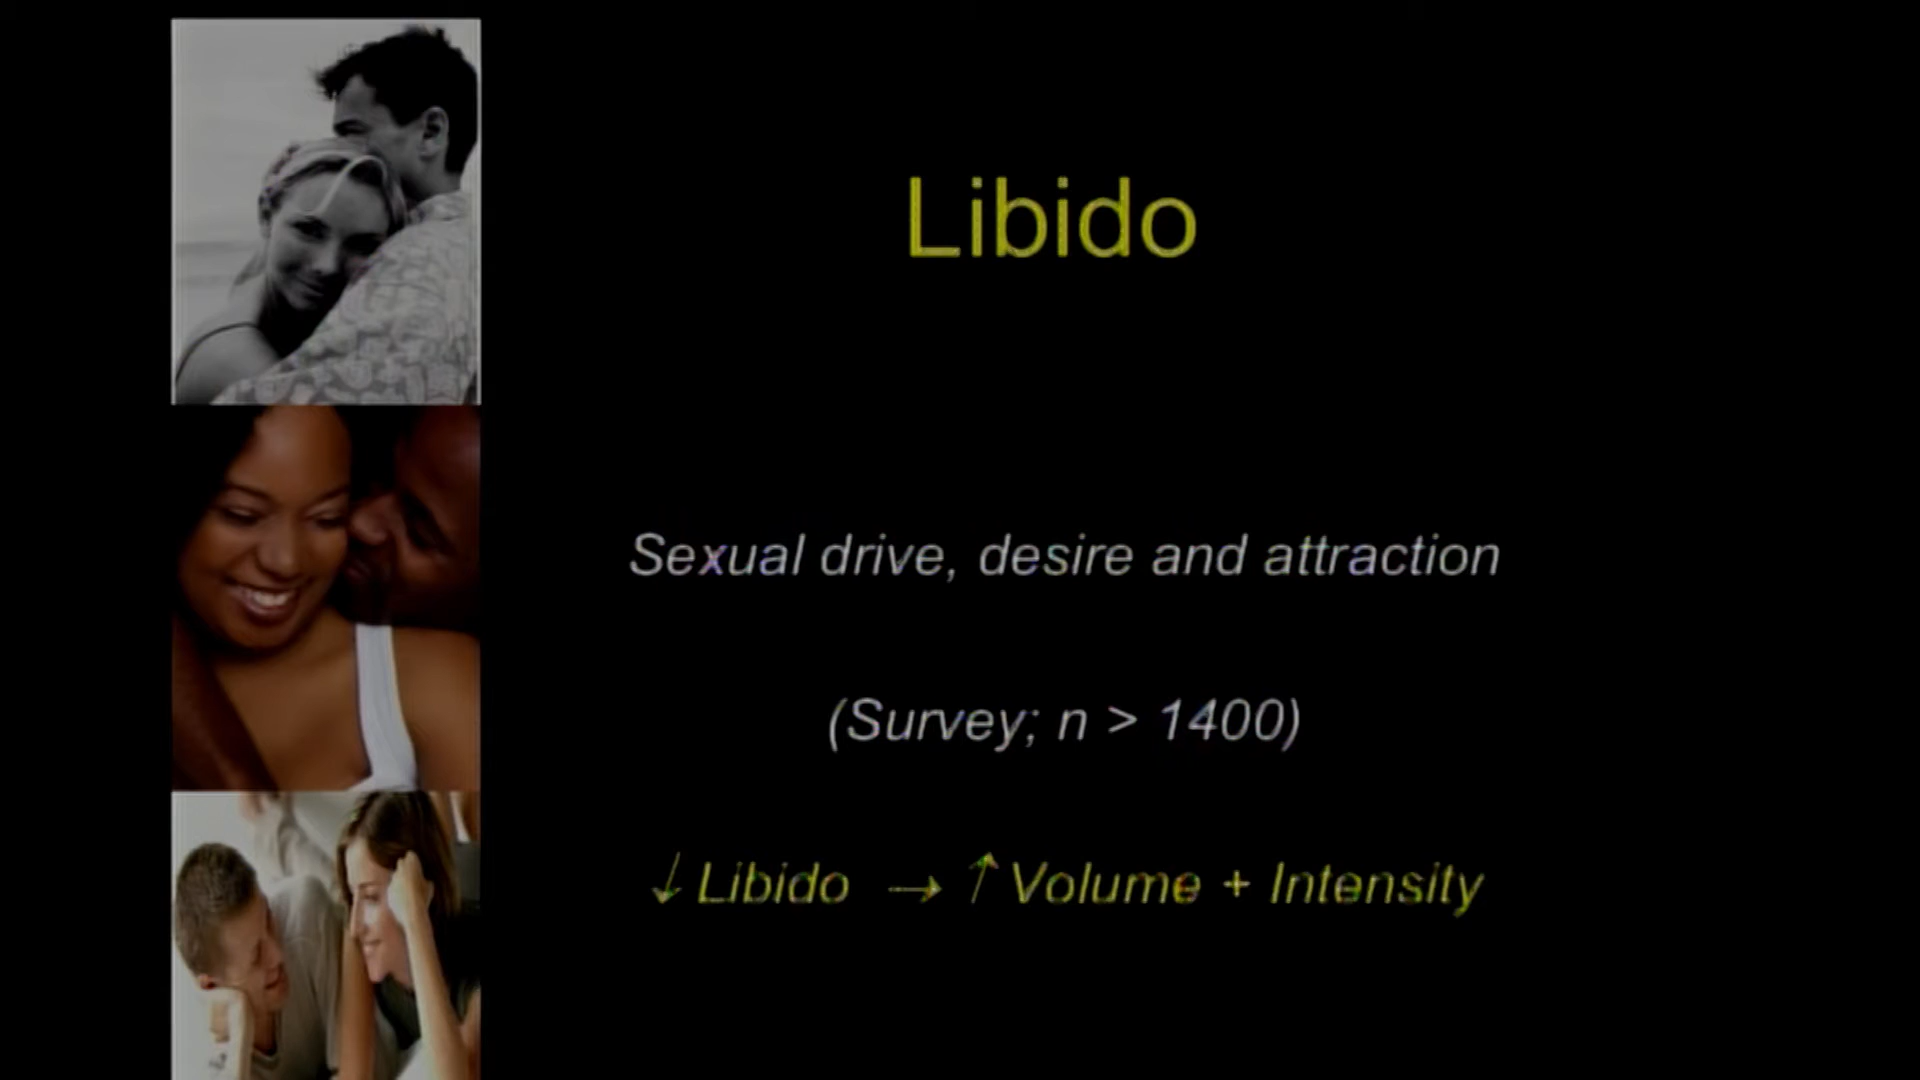 Libido
Sexual drive, desire and attraction
(Survey; n > 1400)
↓ Libido → ↑ Volume + Intensity